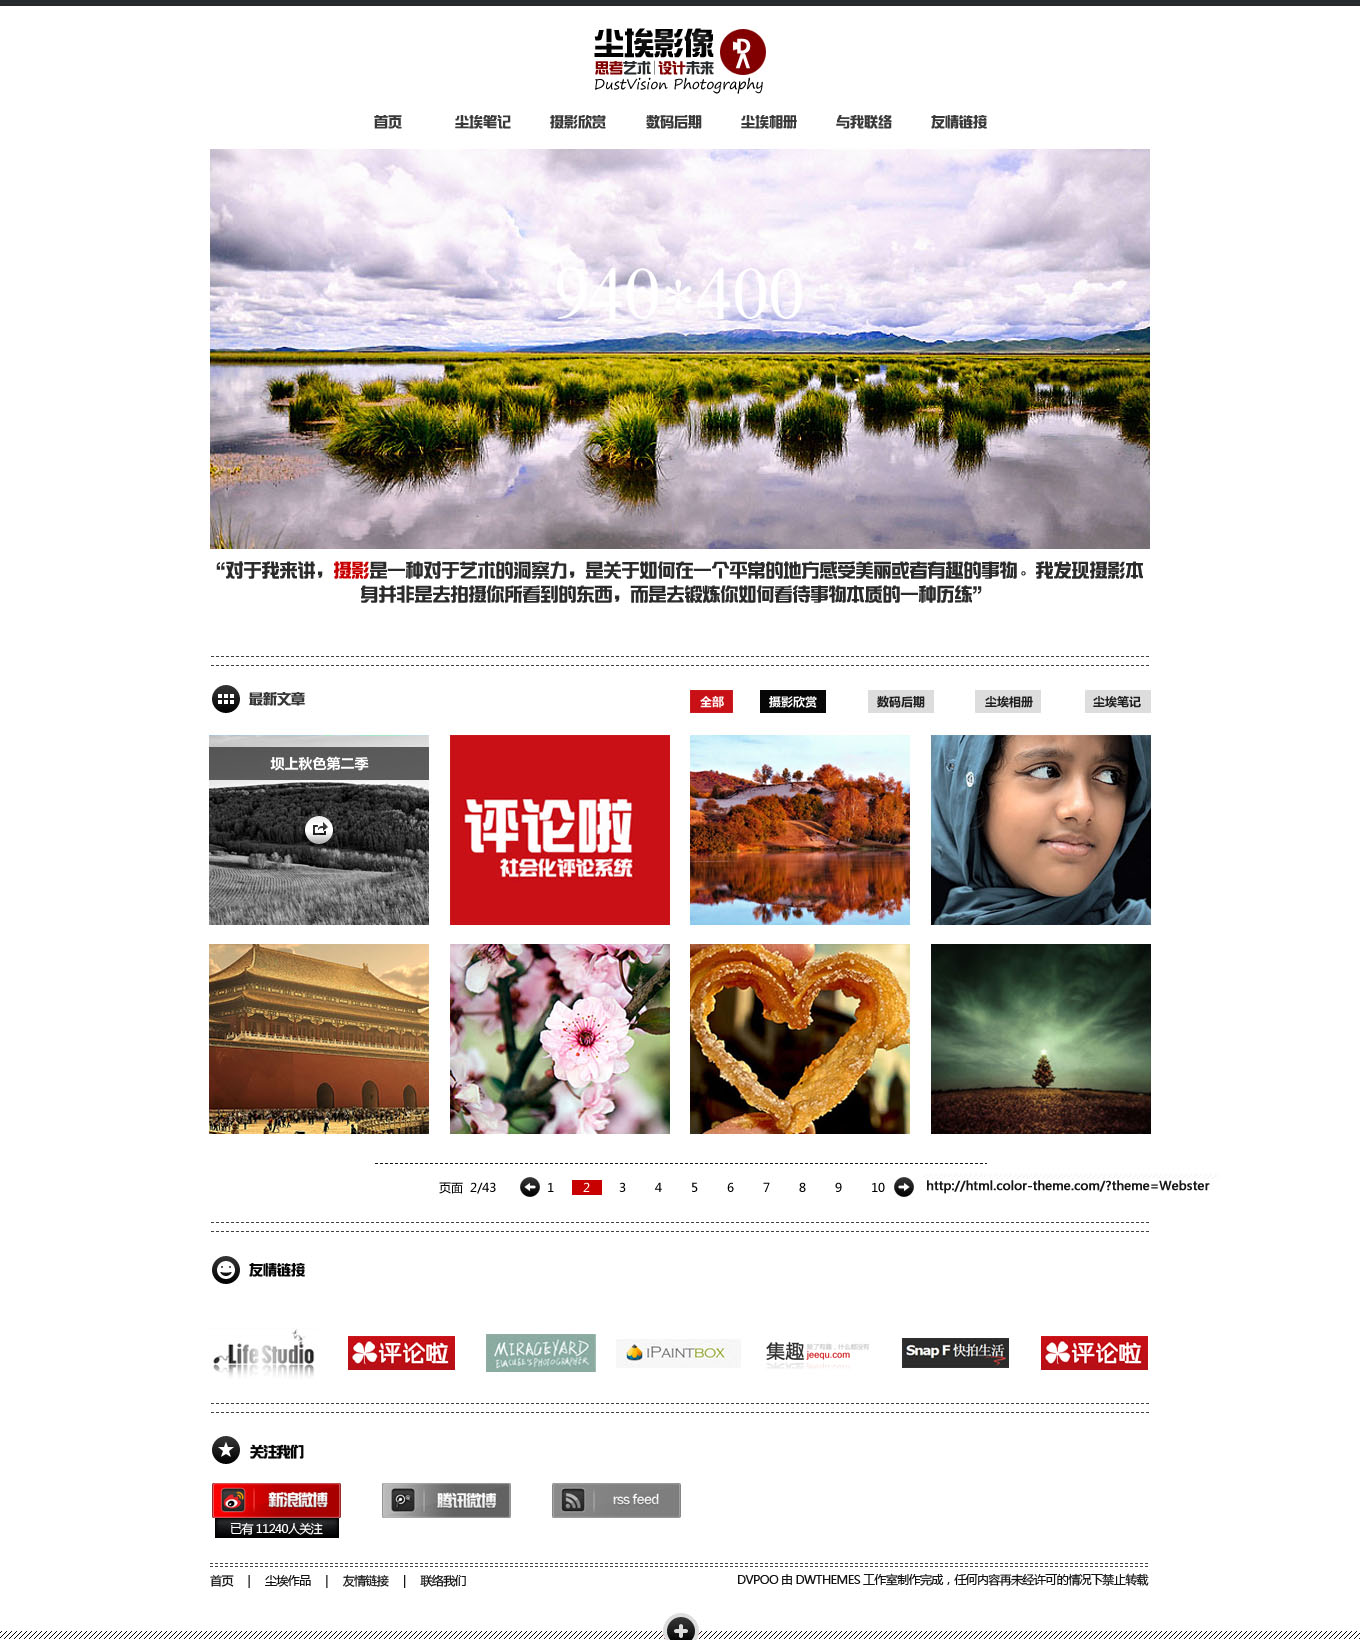 尘埃影像
思考艺术 设计未来
DustVision Photography
首页 尘埃笔记 摄影欣赏 数码后期 尘埃相册 与我联络 友情链接
940*400
“对于我来讲，摄影是一种对于艺术的洞察力，是关于如何在一个平常的地方感受美丽或者有趣的事物。我发现摄影本
身并非是去拍摄你所看到的东西，而是去锻炼你如何看待事物本质的一种历练”
最新文章 全部 摄影欣赏 数码后期 尘埃相册 尘埃笔记
坝上秋色第二季
评论啦
社会化评论系统
页面 2/43 1 2 3 4 5 6 7 8 9 10 http://html.color-theme.com/?theme=Webster
友情链接
Life Studio 评论啦 MIRAGEYARD iPAINTBOX 集趣 jeequ.com Snap F 快拍生活 评论啦
关注我们
新浪微博 腾讯微博 rss feed
已有 11240人关注
首页 | 尘埃作品 | 友情链接 | 联络我们 DVPOO 由 DWTHEMES 工作室制作完成，任何内容再未经许可的情况下禁止转载